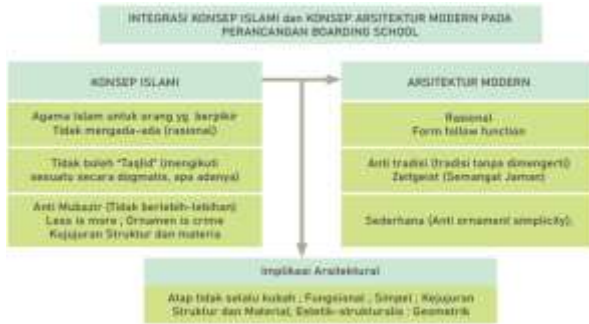 INTEGRASI KONSEP ISLAMI dan KONSEP ARSITEKTUR MODERN PADA
PERANCANGAN BOARDING SCHOOL
KONSEP ISLAMI
Agama Islam untuk orang yg berpikir
Tidak mengada-ada (rasional)
Tidak boleh "Taqlid" (mengikuti
sesuatu secara dogmatis, apa adanya)
Anti Mubazir (Tidak berlebih-lebihan)
Less is more ; Ornamen is crime
Kejujuran Struktur dan materia
ARSITEKTUR MODERN
Rasional
Form follow function
Anti tradisi (tradisi tanpa dimengerti)
Zeitgeist (Semangat Jaman)
Sederhana (Anti ornament simplicity).
Implikasi Arsitektural
Atap tidak selalu kubah ; Fungsional ; Simpel ; Kejujuran
Struktur dan Material, Estetik-strukturalis ; Geometrik